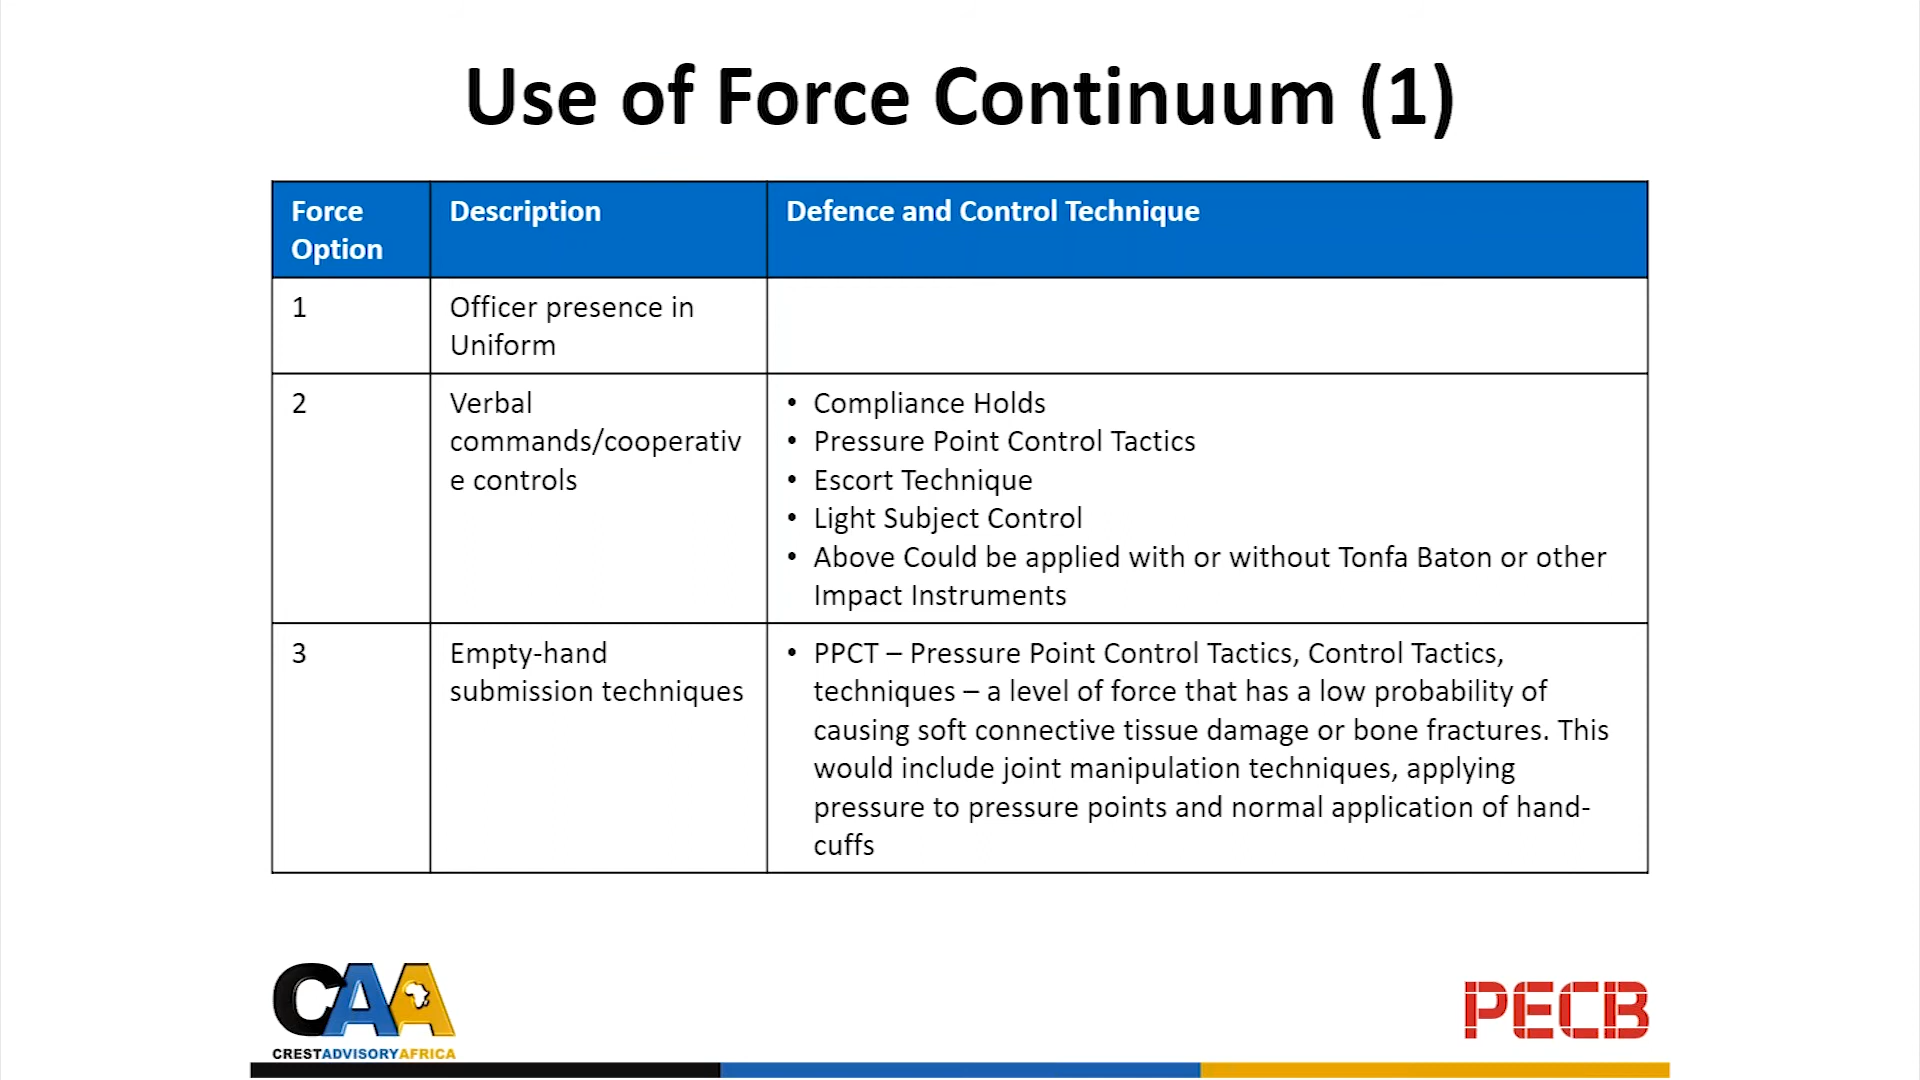 Use of Force Continuum (1)
Force
Option
Description
Defence and Control Technique
1
Officer presence in
Uniform
2
Verbal
commands/cooperativ
e controls
• Compliance Holds
• Pressure Point Control Tactics
• Escort Technique
• Light Subject Control
• Above Could be applied with or without Tonfa Baton or other
Impact Instruments
3
Empty-hand
submission techniques
• PPCT – Pressure Point Control Tactics, Control Tactics,
techniques – a level of force that has a low probability of
causing soft connective tissue damage or bone fractures. This
would include joint manipulation techniques, applying
pressure to pressure points and normal application of hand-
cuffs
CAA
CRESTADVISORYAFRICA
PECB